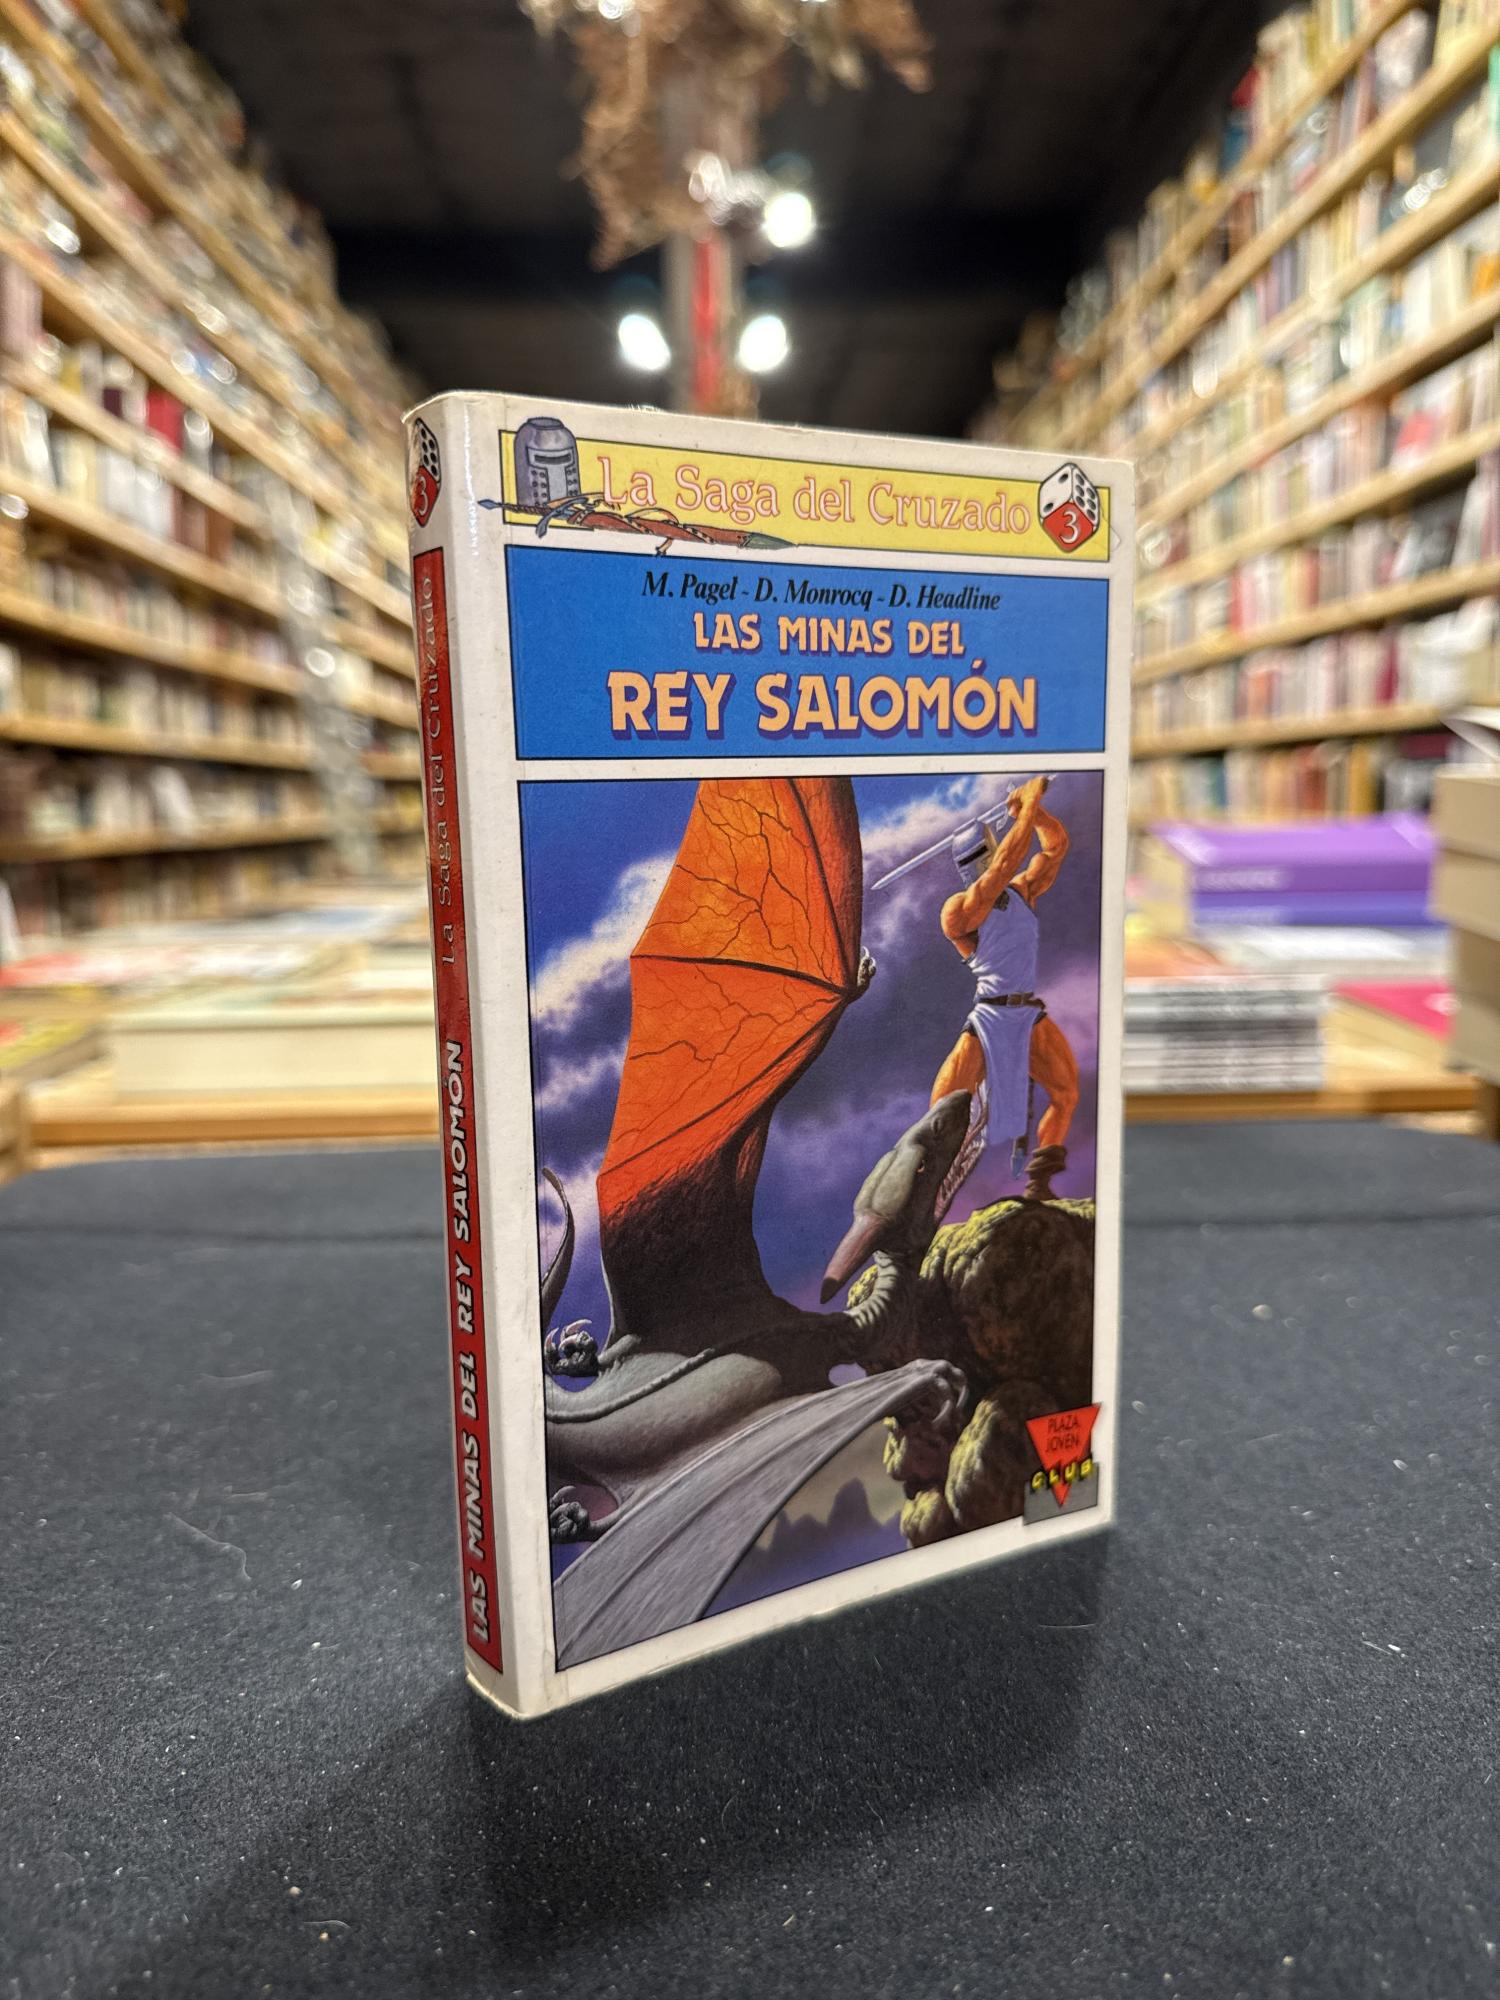 La Saga del Cruzado
3
M. Pagel - D. Monrocq - D. Headline
LAS MINAS DEL
REY SALOMÓN
PLAZA
JOVEN
CLUB
3
La Saga del Cruzado
LAS MINAS DEL REY SALOMÓN